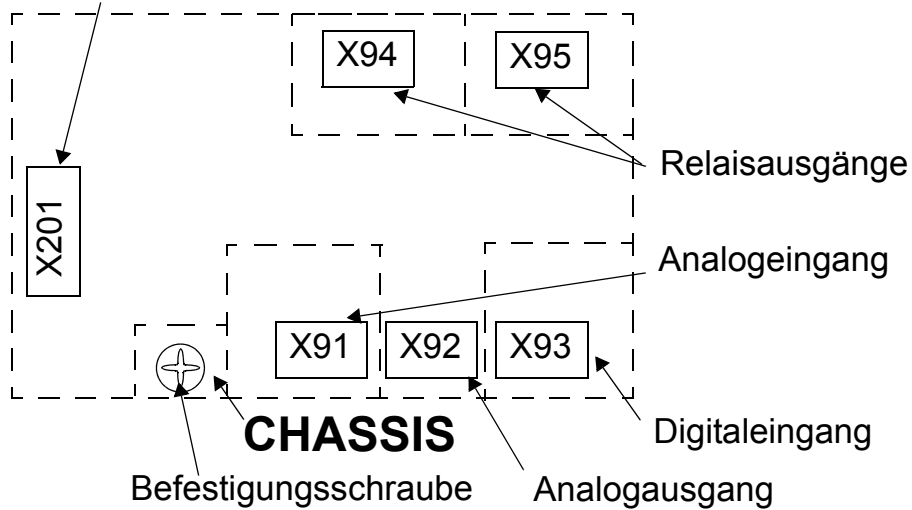 X94
X95
Relaisausgänge
X201
Analogeingang
X91
X92
X93
CHASSIS
Digitaleingang
Befestigungsschraube
Analogausgang